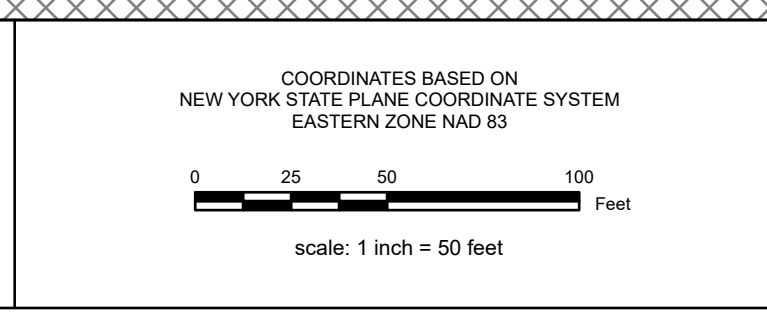 COORDINATES BASED ON
NEW YORK STATE PLANE COORDINATE SYSTEM
EASTERN ZONE NAD 83
0 25 50 100
Feet
scale: 1 inch = 50 feet